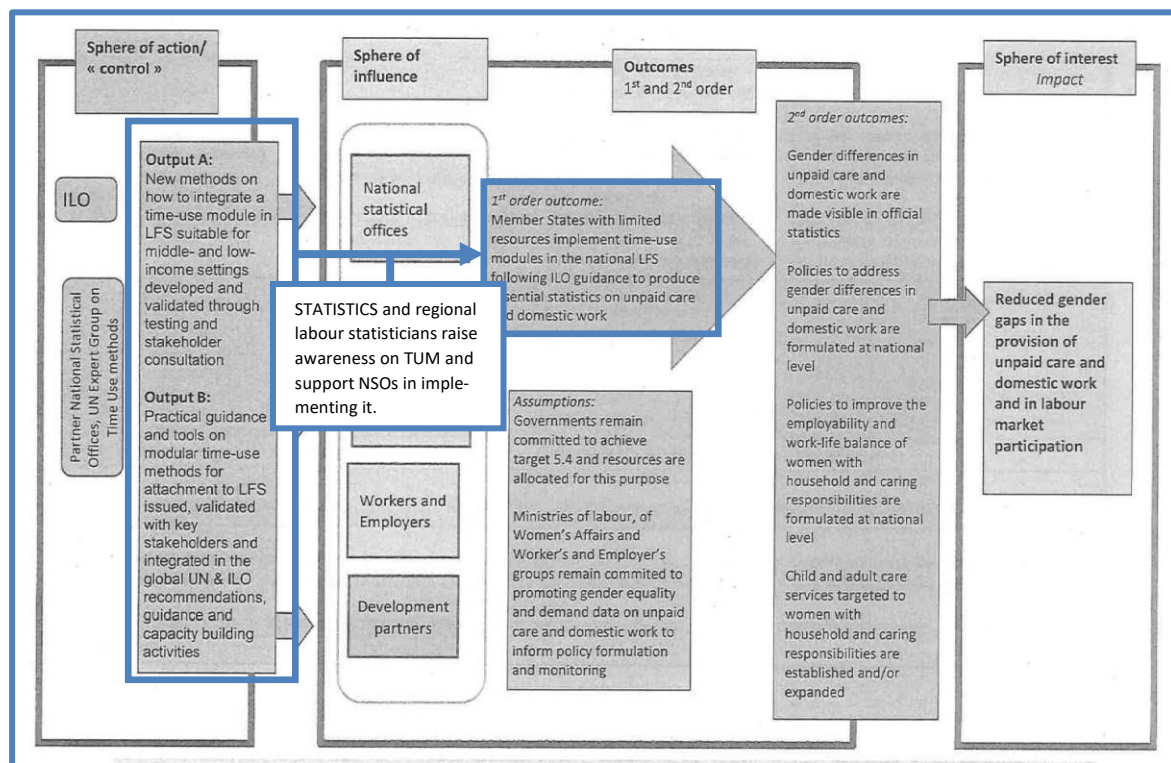 Sphere of action/
« control »
ILO
Partner National Statistical
Offices, UN Expert Group on
Time Use methods
Output A:
New methods on
how to integrate a
time-use module in
LFS suitable for
middle- and low-
income settings
developed and
validated through
testing and
stakeholder
consultation
Output B:
Practical guidance
and tools on
modular time-use
methods for
attachment to LFS
issued, validated
with key
stakeholders and
integrated in the
global UN & ILO
recommendations,
guidance and
capacity building
activities
Sphere of
influence
National
statistical
offices
STATISTICS and regional
labour statisticians raise
awareness on TUM and
support NSOs in imple-
menting it.
Workers and
Employers
Development
partners
Outcomes
1st and 2nd order
1st order outcome:
Member States with limited
resources implement time-use
modules in the national LFS
following ILO guidance to produce
statistics on unpaid care
domestic work
Assumptions:
Governments remain
committed to achieve
target 5.4 and resources are
allocated for this purpose
Ministries of labour, of
Women's Affairs and
Worker's and Employer's
groups remain commited to
promoting gender equality
and demand data on unpaid
care and domestic work to
inform policy formulation
and monitoring
2nd order outcomes:
Gender differences in
unpaid care and
domestic work are
made visible in official
statistics
Policies to address
gender differences in
unpaid care and
domestic work are
formulated at national
level
Policies to improve the
employability and
work-life balance of
women with
household and caring
responsibilities are
formulated at national
level
Child and adult care
services targeted to
women with
household and caring
responsibilities are
established and/or
expanded
Sphere of interest
Impact
Reduced gender
gaps in the
provision of
unpaid care and
domestic work
and in labour
market
participation